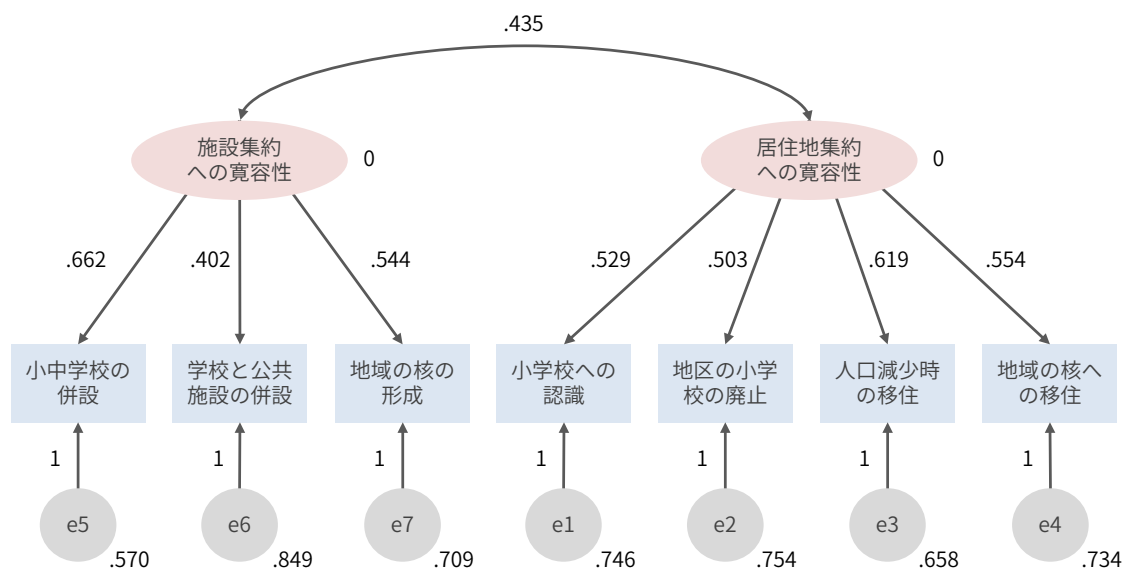 .435
施設集約
への寛容性
0
居住地集約
への寛容性
0
.662
.402
.544
.529
.503
.619
.554
小中学校の
併設
学校と公共
施設の併設
地域の核の
形成
小学校への
認識
地区の小学
校の廃止
人口減少時
の移住
地域の核へ
の移住
1
1
1
1
1
1
1
e5
e6
e7
e1
e2
e3
e4
.570
.849
.709
.746
.754
.658
.734